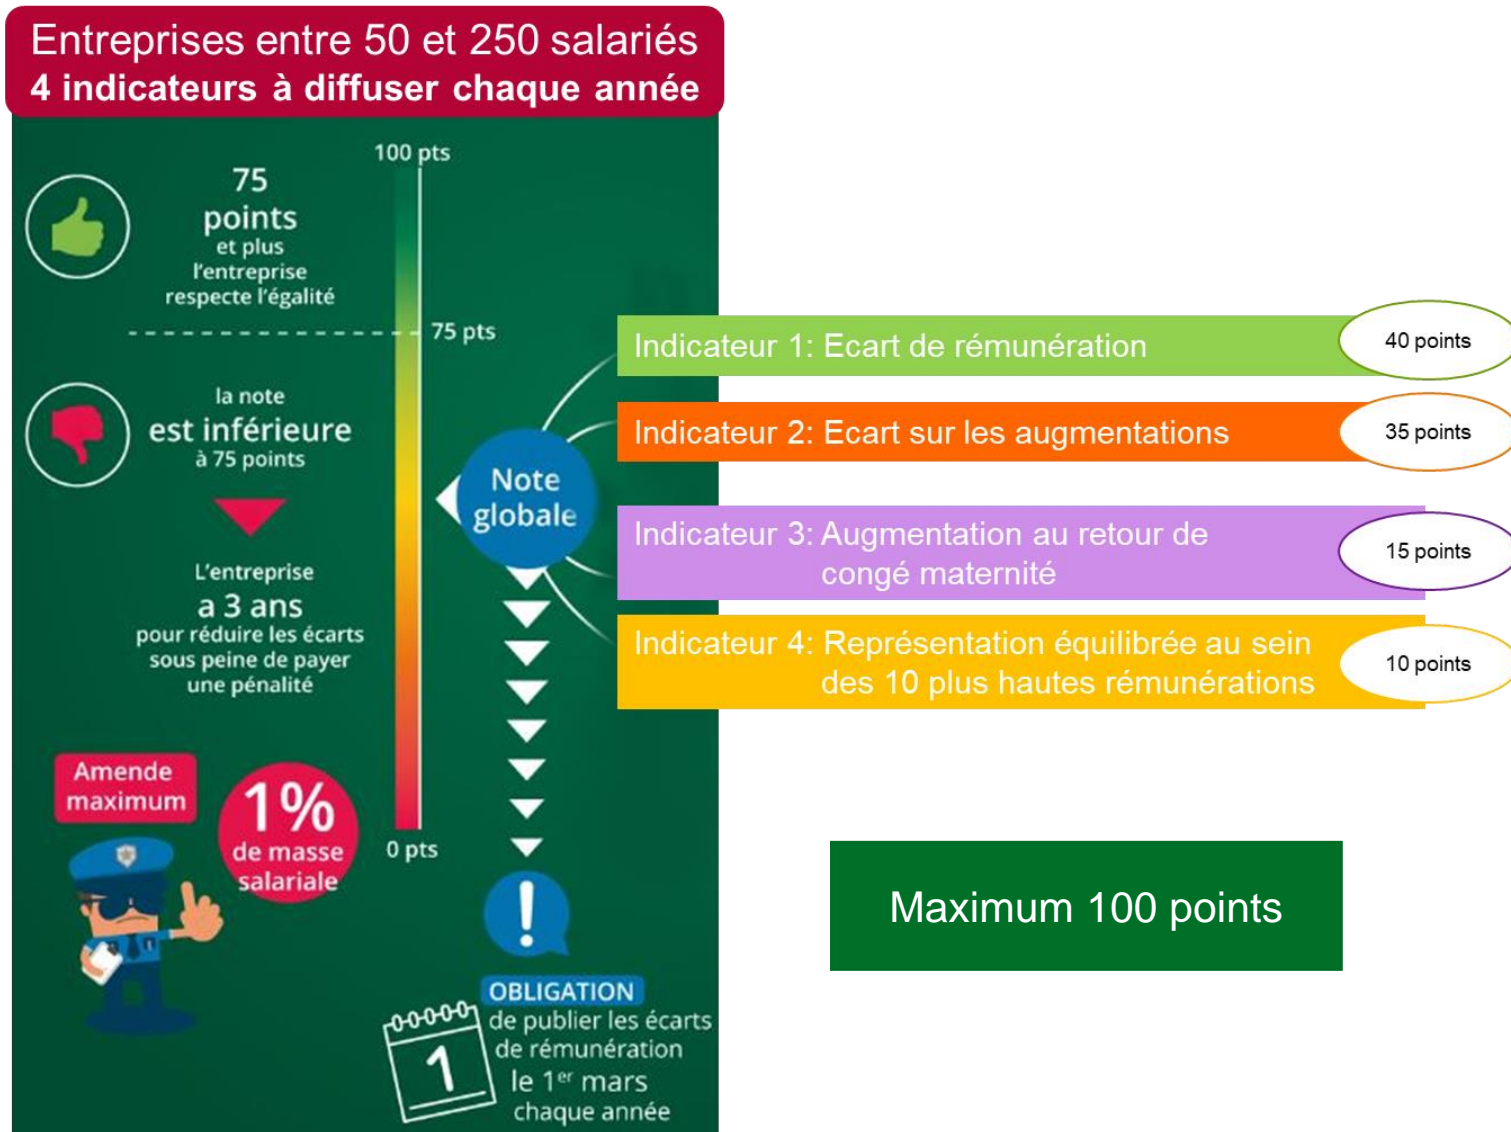 Entreprises entre 50 et 250 salariés
4 indicateurs à diffuser chaque année
100 pts
75
points
et plus
l'entreprise
respecte l'égalité
75 pts
la note
est inférieure
à 75 points
L'entreprise
a 3 ans
pour réduire les écarts
sous peine de payer
une pénalité
Amende
maximum
1%
de masse
salariale
0 pts
Note
globale
Indicateur 1: Ecart de rémunération
40 points
Indicateur 2: Ecart sur les augmentations
35 points
Indicateur 3: Augmentation au retour de
congé maternité
15 points
Indicateur 4: Représentation équilibrée au sein
des 10 plus hautes rémunérations
10 points
Maximum 100 points
!
OBLIGATION
de publier les écarts
de rémunération
le 1er mars
chaque année
1